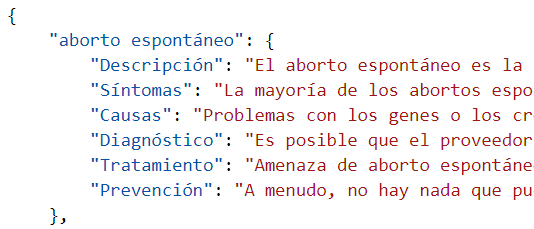 {
"aborto espontáneo": {
"Descripción": "El aborto espontáneo es la
"Síntomas": "La mayoría de los abortos espo
"Causas": "Problemas con los genes o los cr
"Diagnóstico": "Es posible que el proveedor
"Tratamiento": "Amenaza de aborto espontáne
"Prevención": "A menudo, no hay nada que pu
},